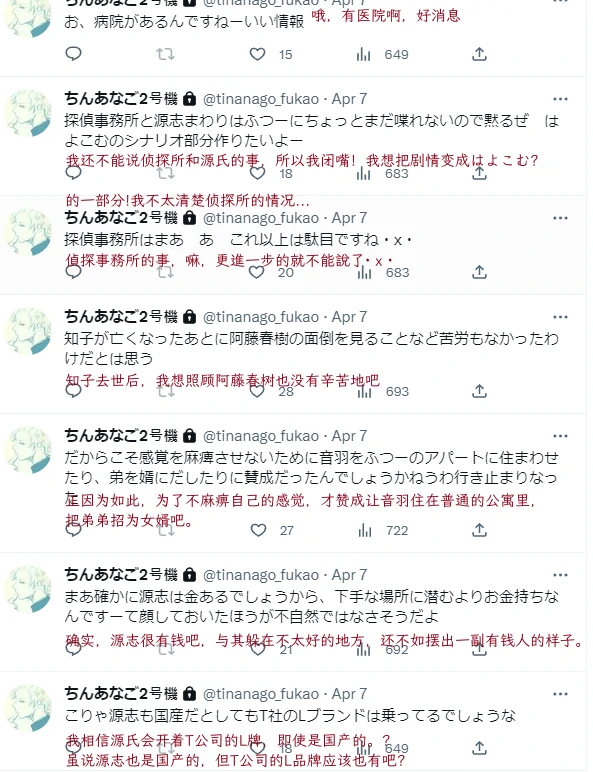 ちんあなご2号機 @tinanago_fukao · Apr 7
お、病院があるんですねーいい情報
哦，有医院啊，好消息
15 649
ちんあなご2号機 @tinanago_fukao · Apr 7
探偵事務所と源志まわりはふつーにちょっとまだ喋れないので黙るぜ　は
よこむのシナリオ部分作りたいよー
我还不能说侦探所和源氏的事，所以我闭嘴！我想把剧情变成はよこむ？
18 683
的一部分!我不太清楚侦探所的情况...
ちんあなご2号機 @tinanago_fukao · Apr 7
探偵事務所はまあ　あ　これ以上は駄目ですね・x・
偵探事務所的事，嘛，更進一步的就不能說了・x・
20 683
ちんあなご2号機 @tinanago_fukao · Apr 7
知子が亡くなったあとに阿藤春樹の面倒を見ることなど苦労もなかったわ
けだとは思う
知子去世后，我想照顾阿藤春树也没有辛苦地吧
28 693
ちんあなご2号機 @tinanago_fukao · Apr 7
だからこそ感覚を麻痺させないために音羽をふつーのアパートに住まわせ
たり、弟を婿にだしたりに賛成だったんでしょうかねうわ行き止まりなっ
た
正因为如此，为了不麻痹自己的感觉，才赞成让音羽住在普通的公寓里，
把弟弟招为女婿吧。
27 722
ちんあなご2号機 @tinanago_fukao · Apr 7
まあ確かに源志は金あるでしょうから、下手な場所に潜むよりお金持ちな
んですーて顔しておいたほうが不自然ではなさそうだよ
确实，源志很有钱吧，与其躲在不太好的地方，还不如摆出一副有钱人的样子。
21 692
ちんあなご2号機 @tinanago_fukao · Apr 7
こりゃ源志も国産だとしてもT社のLブランドは乗ってるでしょうな
我相信源氏会开着T公司的L牌，即使是国产的。？
18 649
虽说源志也是国产的，但T公司的L品牌应该也有吧？